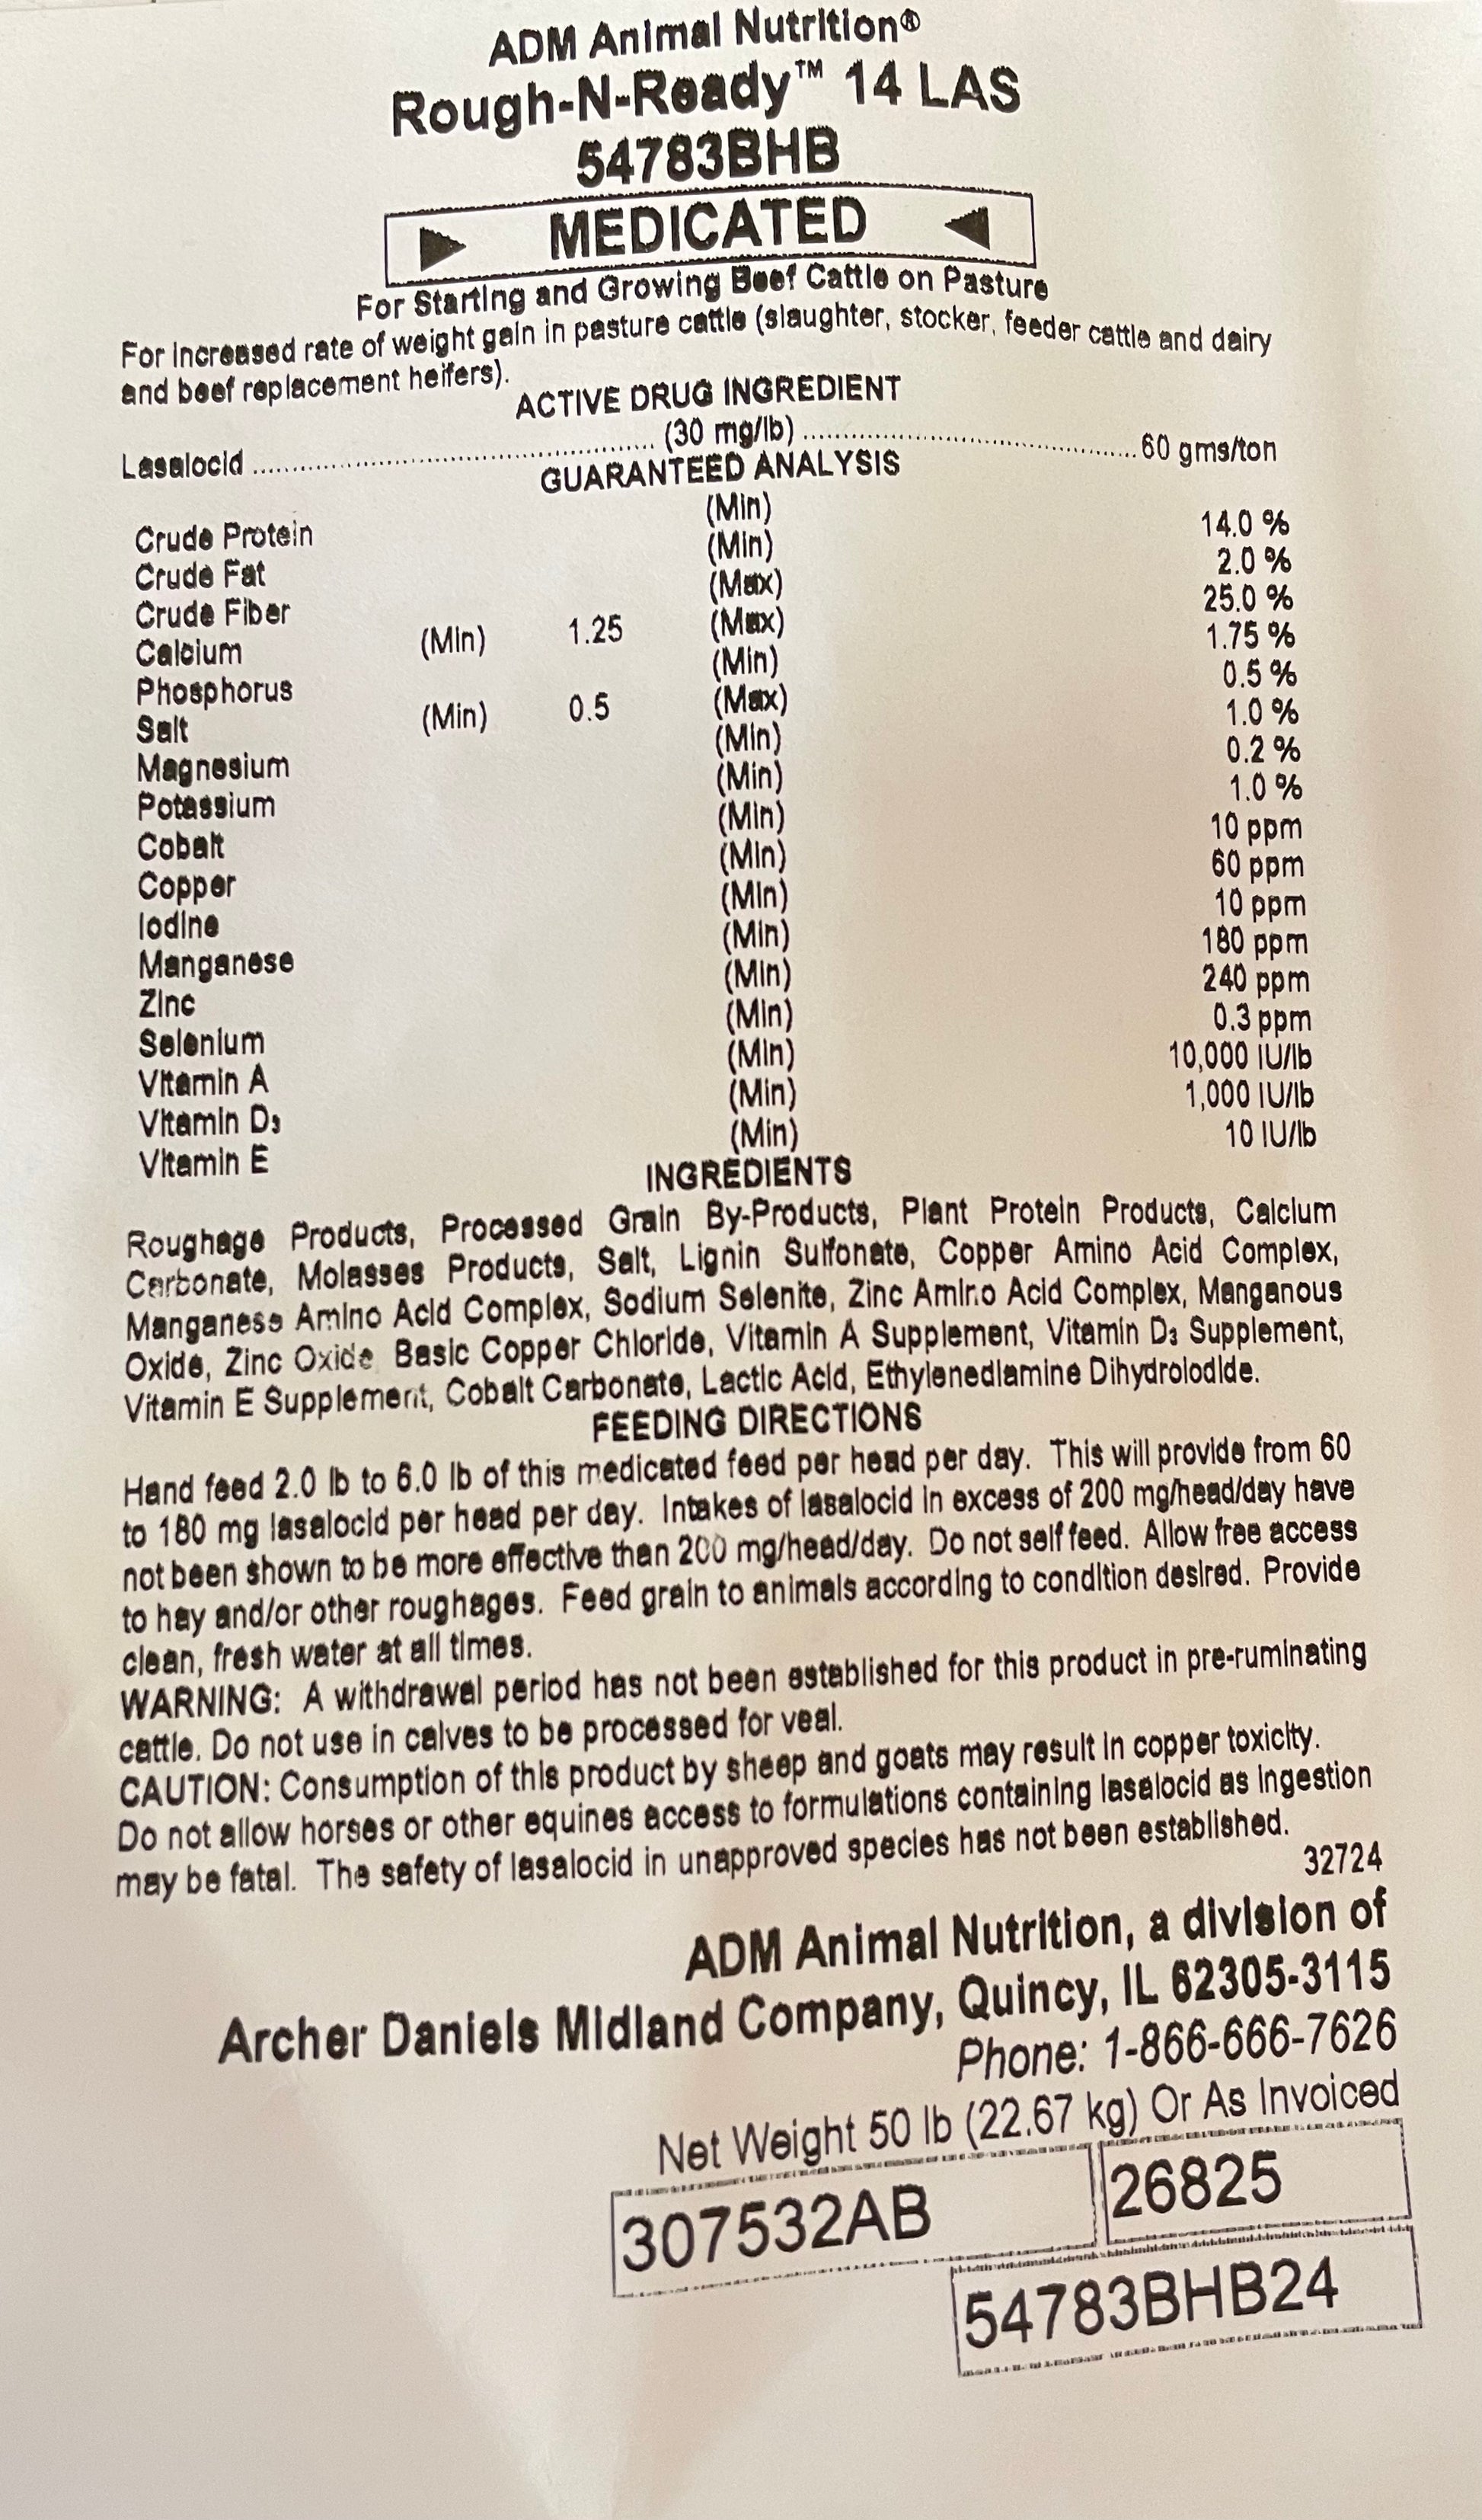 ADM Animal Nutrition®
Rough-N-Ready™ 14 LAS
54783BHB
MEDICATED
For Starting and Growing Beef Cattle on Pasture
For increased rate of weight gain in pasture cattle (slaughter, stocker, feeder cattle and dairy
and beef replacement heifers).
ACTIVE DRUG INGREDIENT
Lasalocid ........................................ (30 mg/lb) ........................................ 60 gms/ton
GUARANTEED ANALYSIS
Crude Protein (Min) 14.0 %
Crude Fat (Min) 2.0 %
Crude Fiber (Max) 25.0 %
Calcium (Min) 1.25 (Max) 1.75 %
Phosphorus (Min) 0.5 %
Salt (Min) 0.5 (Max) 1.0 %
Magnesium (Min) 0.2 %
Potassium (Min) 1.0 %
Cobalt (Min) 10 ppm
Copper (Min) 60 ppm
Iodine (Min) 10 ppm
Manganese (Min) 180 ppm
Zinc (Min) 240 ppm
Selenium (Min) 0.3 ppm
Vitamin A (Min) 10,000 IU/lb
Vitamin D₃ (Min) 1,000 IU/lb
Vitamin E (Min) 10 IU/lb
INGREDIENTS
Roughage Products, Processed Grain By-Products, Plant Protein Products, Calcium
Carbonate, Molasses Products, Salt, Lignin Sulfonate, Copper Amino Acid Complex,
Manganese Amino Acid Complex, Sodium Selenite, Zinc Amino Acid Complex, Manganous
Oxide, Zinc Oxide, Basic Copper Chloride, Vitamin A Supplement, Vitamin D₃ Supplement,
Vitamin E Supplement, Cobalt Carbonate, Lactic Acid, Ethylenediamine Dihydroiodide.
FEEDING DIRECTIONS
Hand feed 2.0 lb to 6.0 lb of this medicated feed per head per day. This will provide from 60
to 180 mg lasalocid per head per day. Intakes of lasalocid in excess of 200 mg/head/day have
not been shown to be more effective than 200 mg/head/day. Do not self feed. Allow free access
to hay and/or other roughages. Feed grain to animals according to condition desired. Provide
clean, fresh water at all times.
WARNING: A withdrawal period has not been established for this product in pre-ruminating
cattle. Do not use in calves to be processed for veal.
CAUTION: Consumption of this product by sheep and goats may result in copper toxicity.
Do not allow horses or other equines access to formulations containing lasalocid as ingestion
may be fatal. The safety of lasalocid in unapproved species has not been established.
32724
ADM Animal Nutrition, a division of
Archer Daniels Midland Company, Quincy, IL 62305-3115
Phone: 1-866-666-7626
Net Weight 50 lb (22.67 kg) Or As Invoiced
307532AB 26825
54783BHB24